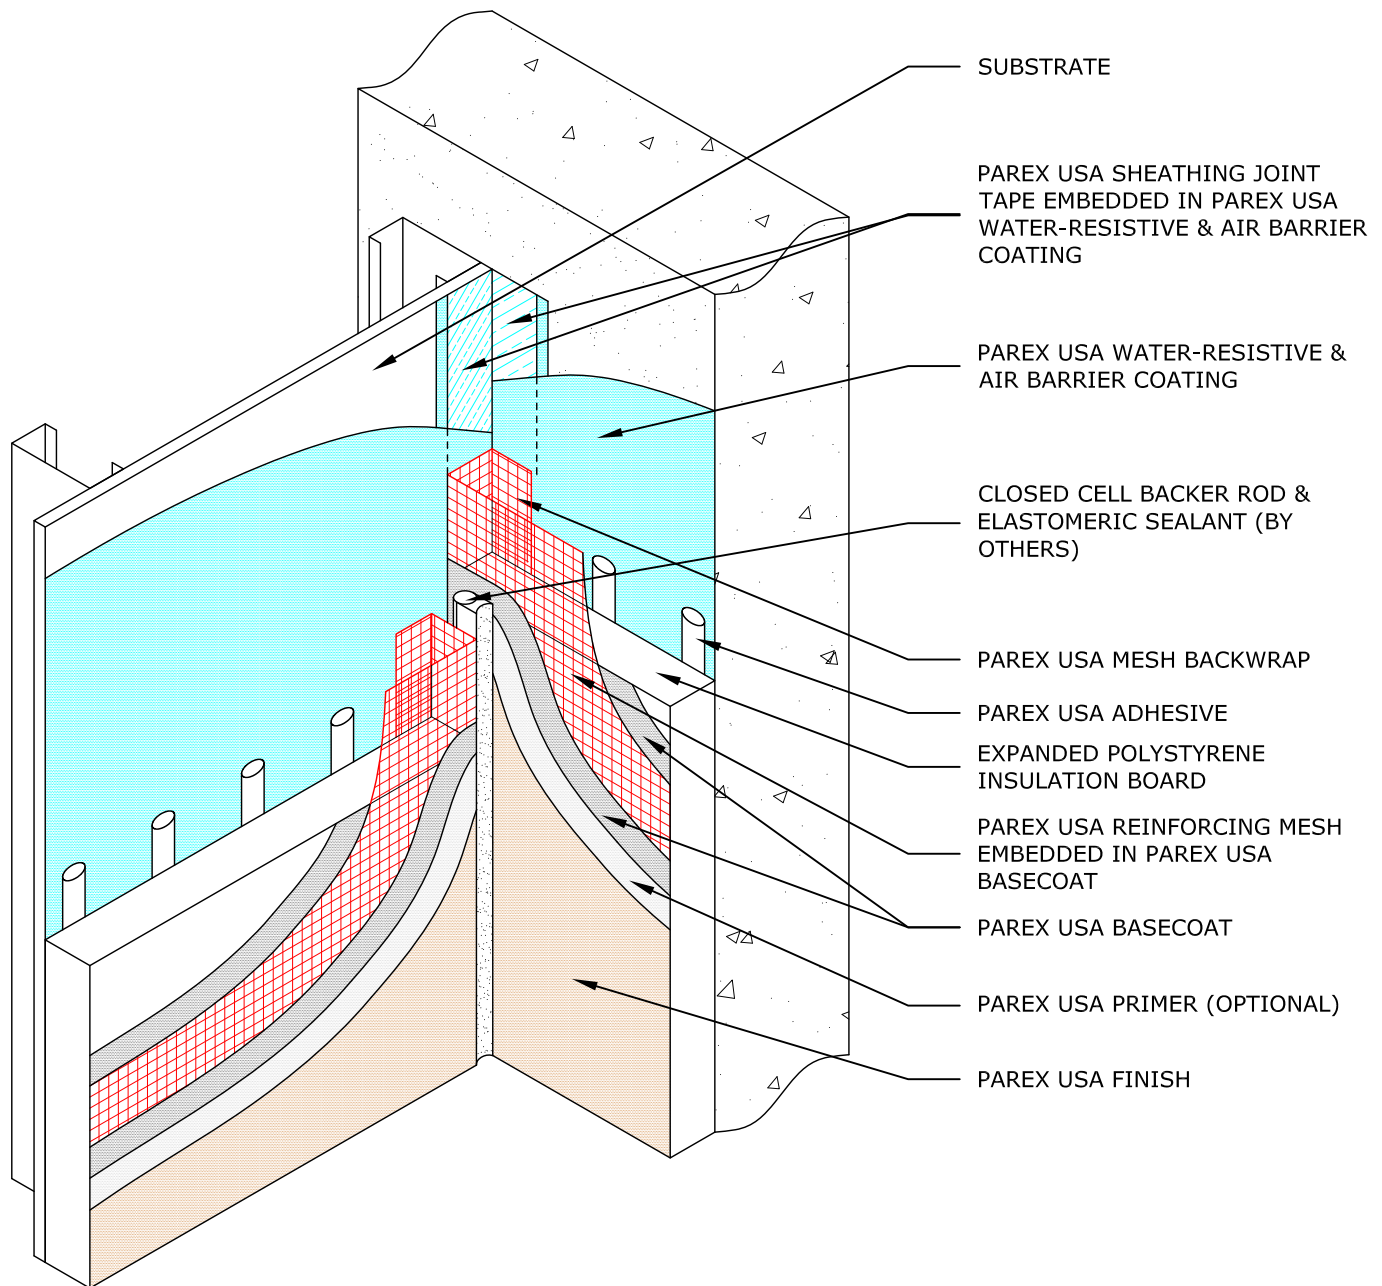 SUBSTRATE
PAREX USA SHEATHING JOINT
TAPE EMBEDDED IN PAREX USA
WATER-RESISTIVE & AIR BARRIER
COATING
PAREX USA WATER-RESISTIVE &
AIR BARRIER COATING
CLOSED CELL BACKER ROD &
ELASTOMERIC SEALANT (BY
OTHERS)
PAREX USA MESH BACKWRAP
PAREX USA ADHESIVE
EXPANDED POLYSTYRENE
INSULATION BOARD
PAREX USA REINFORCING MESH
EMBEDDED IN PAREX USA
BASECOAT
PAREX USA BASECOAT
PAREX USA PRIMER (OPTIONAL)
PAREX USA FINISH